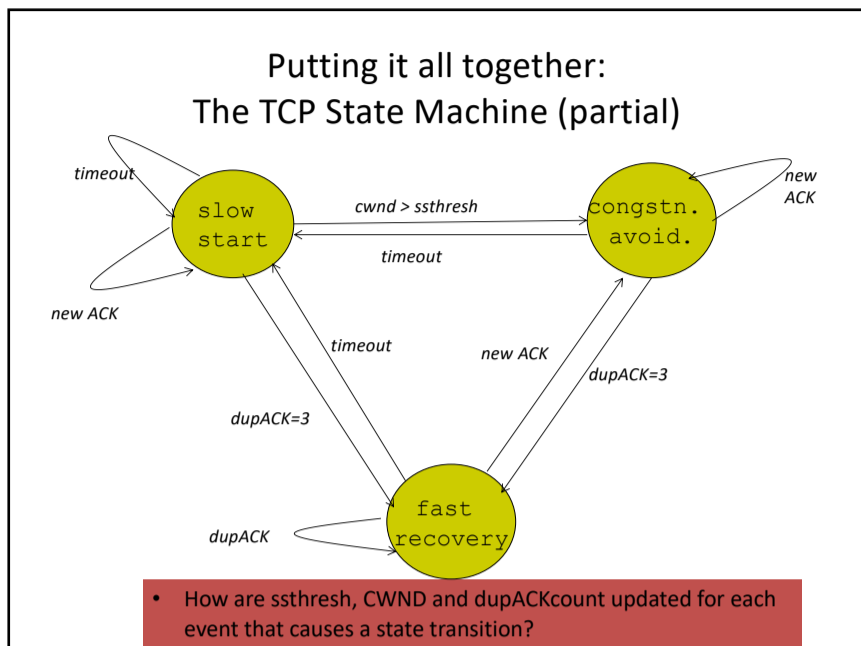 Putting it all together:
The TCP State Machine (partial)
timeout
slow
start
cwnd > ssthresh
congstn.
avoid.
new
ACK
timeout
new ACK
timeout
new ACK
dupACK=3
dupACK=3
fast
recovery
dupACK
• How are ssthresh, CWND and dupACKcount updated for each
event that causes a state transition?